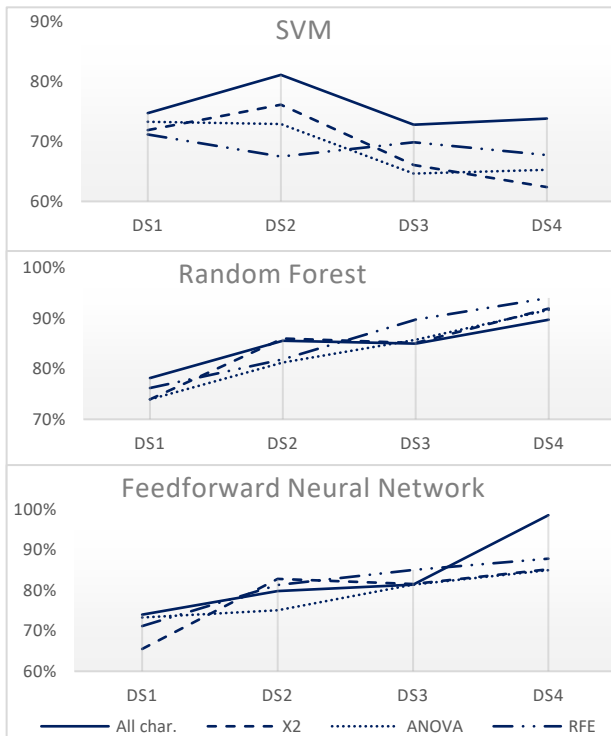 SVM
90%
80%
70%
60%
DS1 DS2 DS3 DS4
Random Forest
100%
90%
80%
70%
DS1 DS2 DS3 DS4
Feedforward Neural Network
100%
90%
80%
70%
60%
DS1 DS2 DS3 DS4
All char. X2 ANOVA RFE